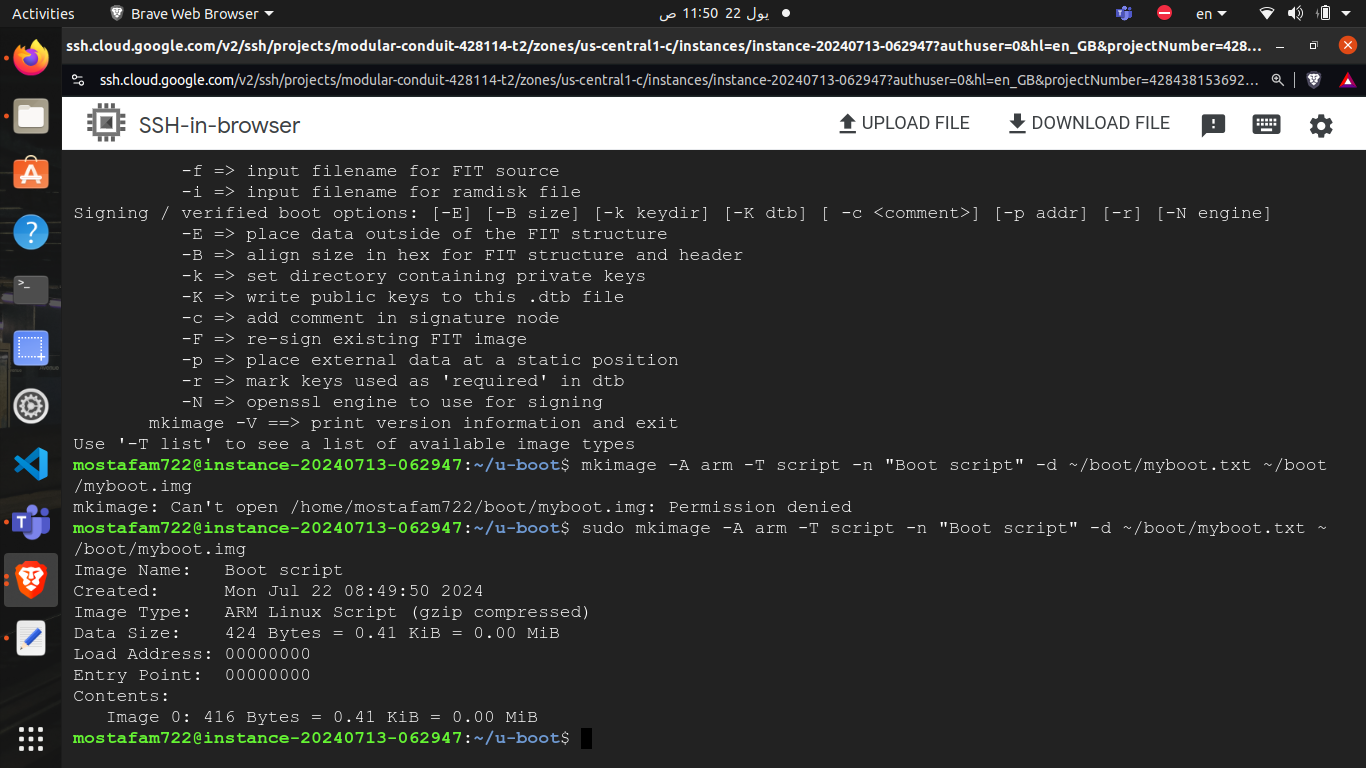 Activities
Brave Web Browser
يول 22 11:50 ص
en
ssh.cloud.google.com/v2/ssh/projects/modular-conduit-428114-t2/zones/us-central1-c/instances/instance-20240713-062947?authuser=0&hl=en_GB&projectNumber=428...
ssh.cloud.google.com/v2/ssh/projects/modular-conduit-428114-t2/zones/us-central1-c/instances/instance-20240713-062947?authuser=0&hl=en_GB&projectNumber=428438153692...
SSH-in-browser
UPLOAD FILE
DOWNLOAD FILE
-f => input filename for FIT source
-i => input filename for ramdisk file
Signing / verified boot options: [-E] [-B size] [-k keydir] [-K dtb] [ -c <comment>] [-p addr] [-r] [-N engine]
-E => place data outside of the FIT structure
-B => align size in hex for FIT structure and header
-k => set directory containing private keys
-K => write public keys to this .dtb file
-c => add comment in signature node
-F => re-sign existing FIT image
-p => place external data at a static position
-r => mark keys used as 'required' in dtb
-N => openssl engine to use for signing
mkimage -V ==> print version information and exit
Use '-T list' to see a list of available image types
mostafam722@instance-20240713-062947:~/u-boot$ mkimage -A arm -T script -n "Boot script" -d ~/boot/myboot.txt ~/boot
/myboot.img
mkimage: Can't open /home/mostafam722/boot/myboot.img: Permission denied
mostafam722@instance-20240713-062947:~/u-boot$ sudo mkimage -A arm -T script -n "Boot script" -d ~/boot/myboot.txt ~
/boot/myboot.img
Image Name:   Boot script
Created:      Mon Jul 22 08:49:50 2024
Image Type:   ARM Linux Script (gzip compressed)
Data Size:    424 Bytes = 0.41 KiB = 0.00 MiB
Load Address: 00000000
Entry Point:  00000000
Contents:
Image 0: 416 Bytes = 0.41 KiB = 0.00 MiB
mostafam722@instance-20240713-062947:~/u-boot$